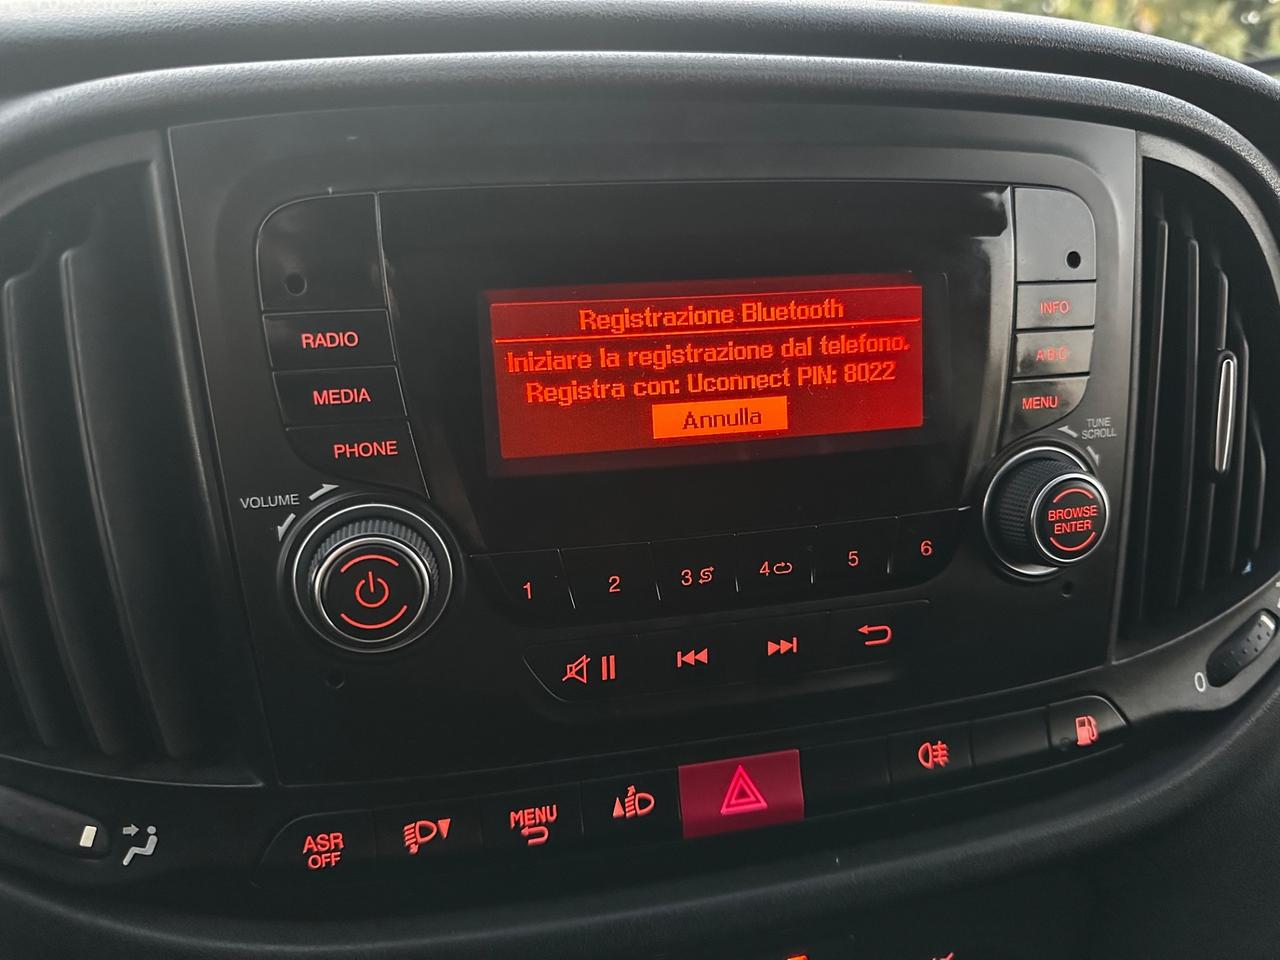 Registrazione Bluetooth
Iniziare la registrazione dal telefono.
Registra con: Uconnect PIN: 8022
Annulla
RADIO
MEDIA
PHONE
VOLUME
INFO
A-B-C
MENU
TUNE
SCROLL
BROWSE
ENTER
1
2
3
4
5
6
0
ASR
OFF
MENU